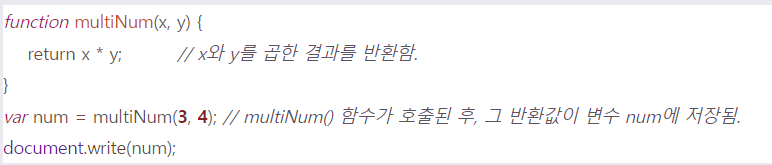 function multiNum(x, y) {
return x * y; // x와 y를 곱한 결과를 반환함.
}
var num = multiNum(3, 4); // multiNum() 함수가 호출된 후, 그 반환값이 변수 num에 저장됨.
document.write(num);